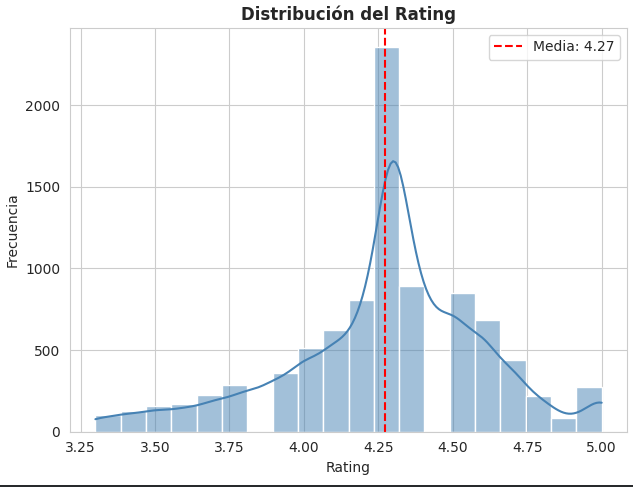 Distribución del Rating
Media: 4.27
2000
1500
1000
500
0
Frecuencia
3.25 3.50 3.75 4.00 4.25 4.50 4.75 5.00
Rating